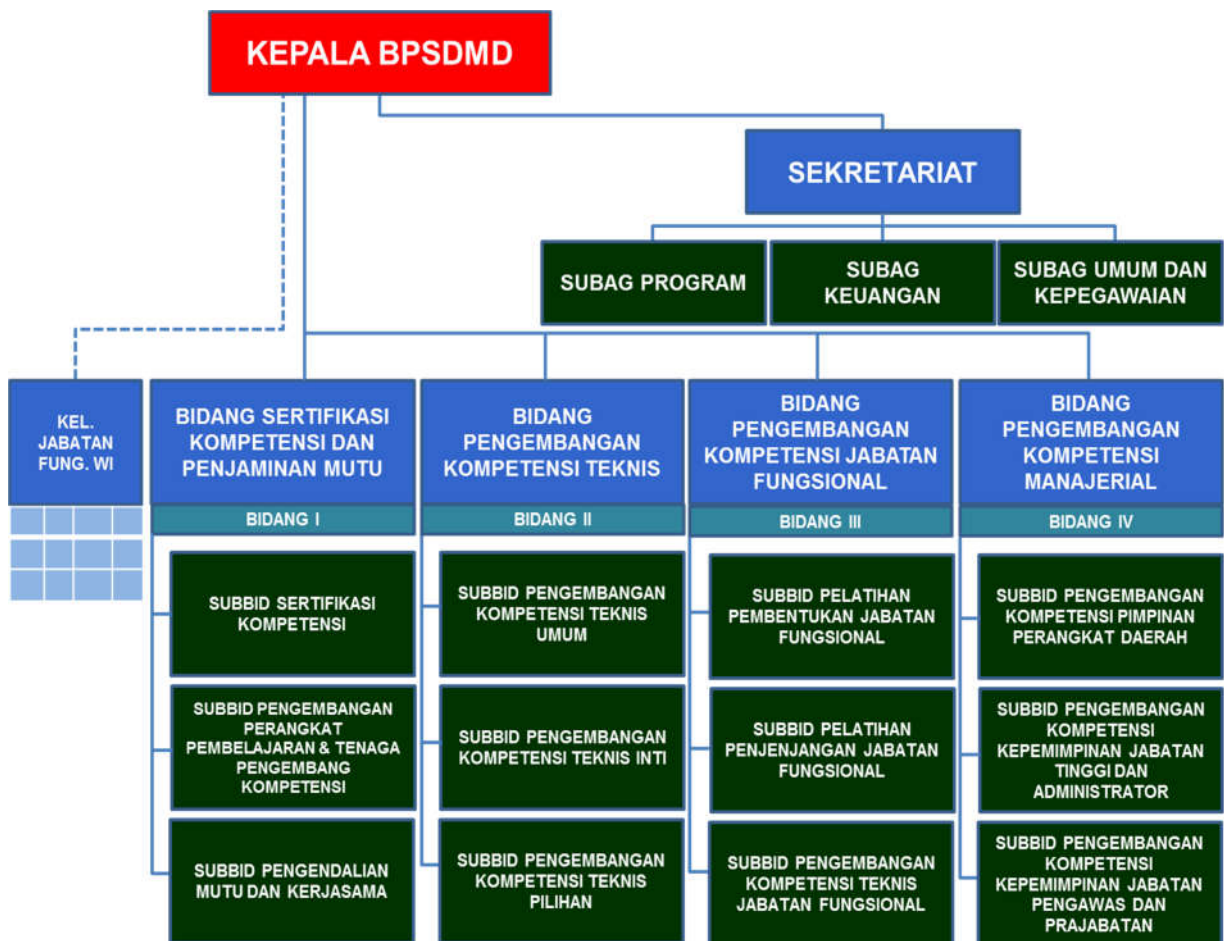 KEPALA BPSDMD
SEKRETARIAT
SUBAG PROGRAM
SUBAG
KEUANGAN
SUBAG UMUM DAN
KEPEGAWAIAN
KEL.
JABATAN
FUNG. WI
BIDANG SERTIFIKASI
KOMPETENSI DAN
PENJAMINAN MUTU
BIDANG I
SUBBID SERTIFIKASI
KOMPETENSI
SUBBID PENGEMBANGAN
PERANGKAT
PEMBELAJARAN & TENAGA
PENGEMBANG
KOMPETENSI
SUBBID PENGENDALIAN
MUTU DAN KERJASAMA
BIDANG
PENGEMBANGAN
KOMPETENSI TEKNIS
BIDANG II
SUBBID PENGEMBANGAN
KOMPETENSI TEKNIS
UMUM
SUBBID PENGEMBANGAN
KOMPETENSI TEKNIS INTI
SUBBID PENGEMBANGAN
KOMPETENSI TEKNIS
PILIHAN
BIDANG
PENGEMBANGAN
KOMPETENSI JABATAN
FUNGSIONAL
BIDANG III
SUBBID PELATIHAN
PEMBENTUKAN JABATAN
FUNGSIONAL
SUBBID PELATIHAN
PENJENJANGAN JABATAN
FUNGSIONAL
SUBBID PENGEMBANGAN
KOMPETENSI TEKNIS
JABATAN FUNGSIONAL
BIDANG
PENGEMBANGAN
KOMPETENSI
MANAJERIAL
BIDANG IV
SUBBID PENGEMBANGAN
KOMPETENSI PIMPINAN
PERANGKAT DAERAH
SUBBID PENGEMBANGAN
KOMPETENSI
KEPEMIMPINAN JABATAN
TINGGI DAN
ADMINISTRATOR
SUBBID PENGEMBANGAN
KOMPETENSI
KEPEMIMPINAN JABATAN
PENGAWAS DAN
PRAJABATAN